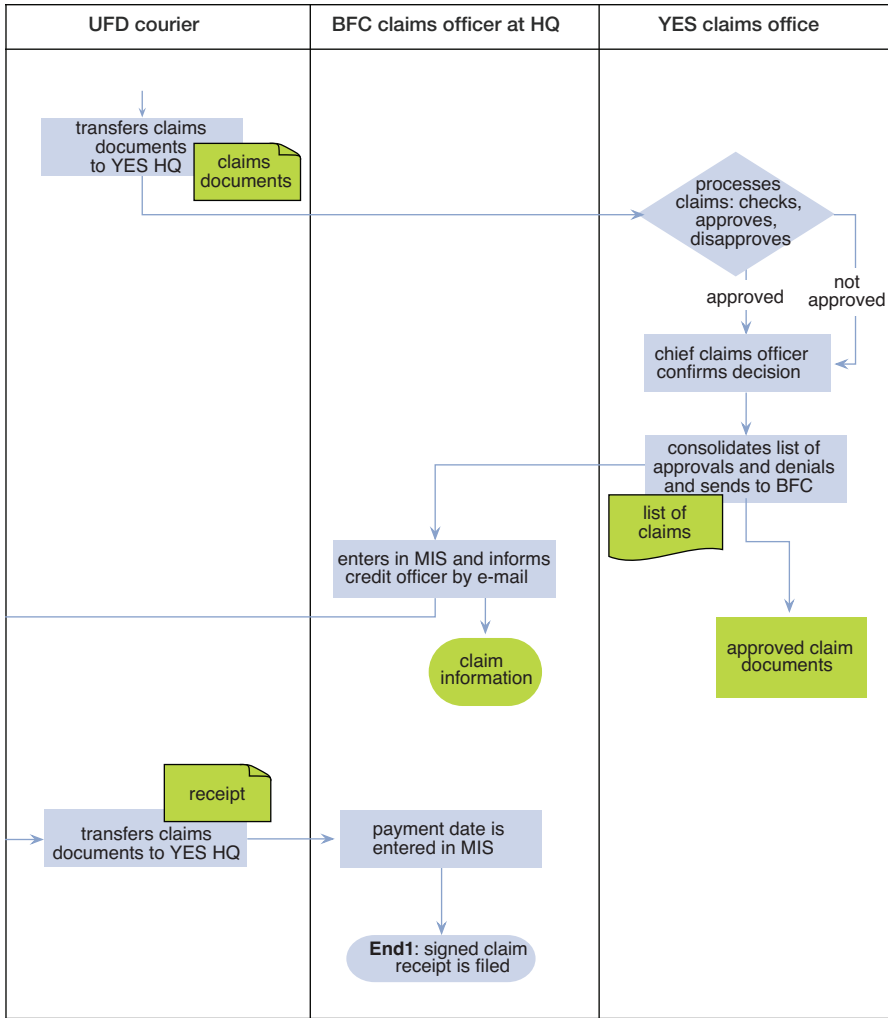 UFD courier
BFC claims officer at HQ
YES claims office
transfers claims
documents
to YES HQ
claims
documents
processes
claims: checks,
approves,
disapproves
approved
not
approved
chief claims officer
confirms decision
consolidates list of
approvals and denials
and sends to BFC
list of
claims
enters in MIS and informs
credit officer by e-mail
claim
information
approved claim
documents
receipt
transfers claims
documents to YES HQ
payment date is
entered in MIS
End1: signed claim
receipt is filed